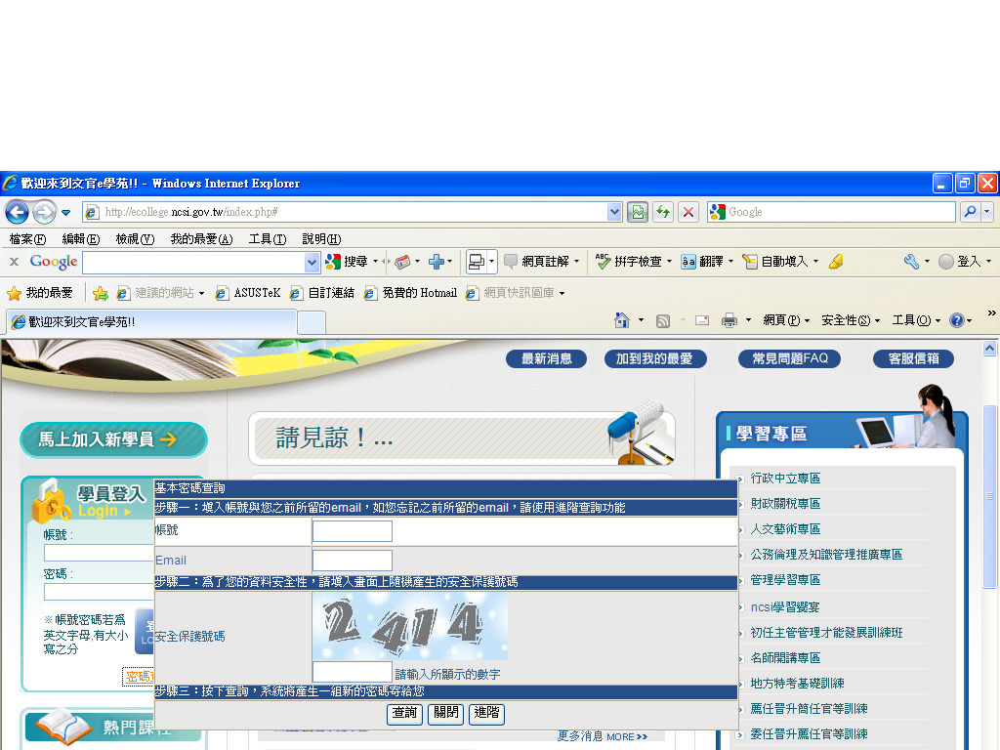 歡迎來到文官e學苑!! - Windows Internet Explorer
http://ecollege.ncsi.gov.tw/index.php#
Google
檔案(F) 編輯(E) 檢視(V) 我的最愛(A) 工具(T) 說明(H)
x Google 搜尋 網頁註解 拼字檢查 翻譯 自動填入 登入
我的最愛 建議的網站 ASUSTeK 自訂連結 免費的 Hotmail 網頁快訊圖庫
歡迎來到文官e學苑!!
網頁(P) 安全性(S) 工具(O) »
最新消息 加到我的最愛 常見問題FAQ 客服信箱
馬上加入新學員
請見諒！...
學習專區
學員登入
Login
帳號 :
密碼 :
※ 帳號密碼若為
英文字母,有大小
寫之分
熱門課程
基本密碼查詢
步驟一：填入帳號與您之前所留的email，如您忘記之前所留的email，請使用進階查詢功能
帳號
Email
步驟二：為了您的資料安全性，請填入畫面上隨機產生的安全保護號碼
安全保護號碼
2414
請輸入所顯示的數字
步驟三：按下查詢，系統將產生一組新的密碼寄給您
查詢 關閉 進階
更多消息 MORE
行政中立專區
財政關稅專區
人文藝術專區
公務倫理及知識管理推廣專區
管理學習專區
ncsi學習饗宴
初任主管管理才能發展訓練班
名師開講專區
地方特考基礎訓練
薦任晉升簡任官等訓練
委任晉升薦任官等訓練